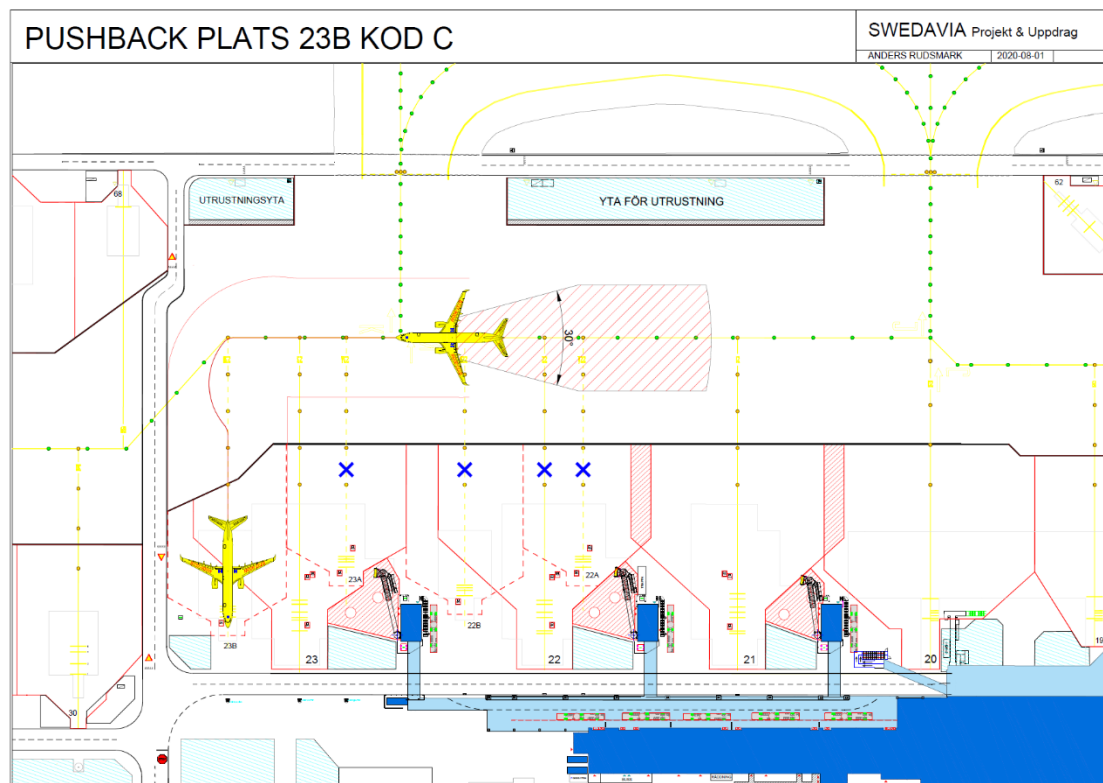 PUSHBACK PLATS 23B KOD C
SWEDAVIA Projekt & Uppdrag
ANDERS RUDSMARK
2020-08-01
68
62
UTRUSTNINGSYTA
YTA FÖR UTRUSTNING
30°
23A
22A
22B
23B
23
22
21
20
19
30